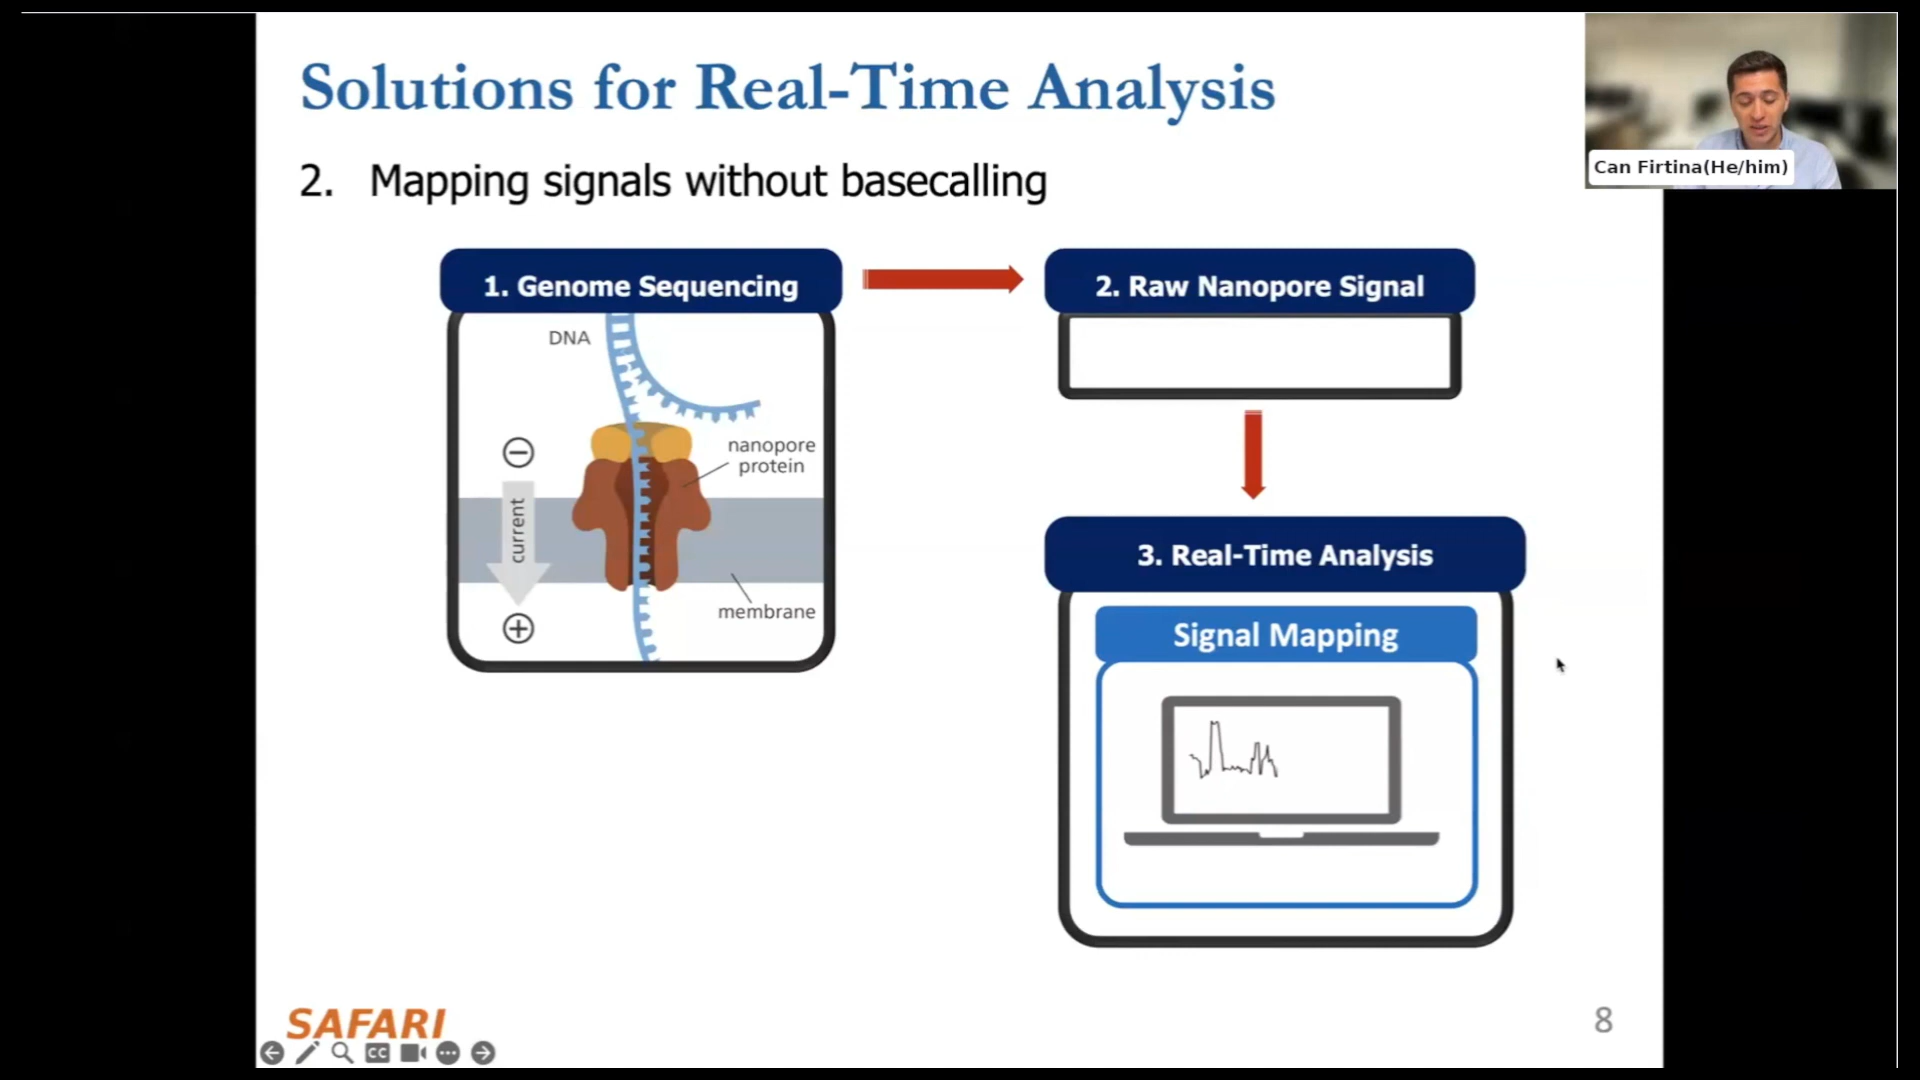 Solutions for Real-Time Analysis
Can Firtina(He/him)
2. Mapping signals without basecalling
1. Genome Sequencing
2. Raw Nanopore Signal
DNA
nanopore
protein
current
membrane
3. Real-Time Analysis
Signal Mapping
SAFARI
8
CC